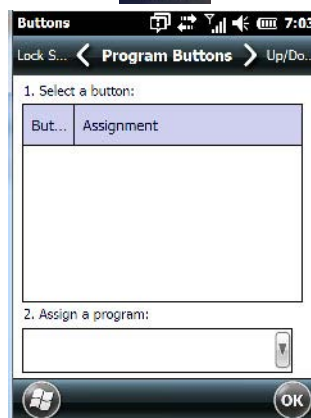 Buttons 7:03
Lock S... Program Buttons Up/Do...
1. Select a button:
But... Assignment
2. Assign a program:
OK